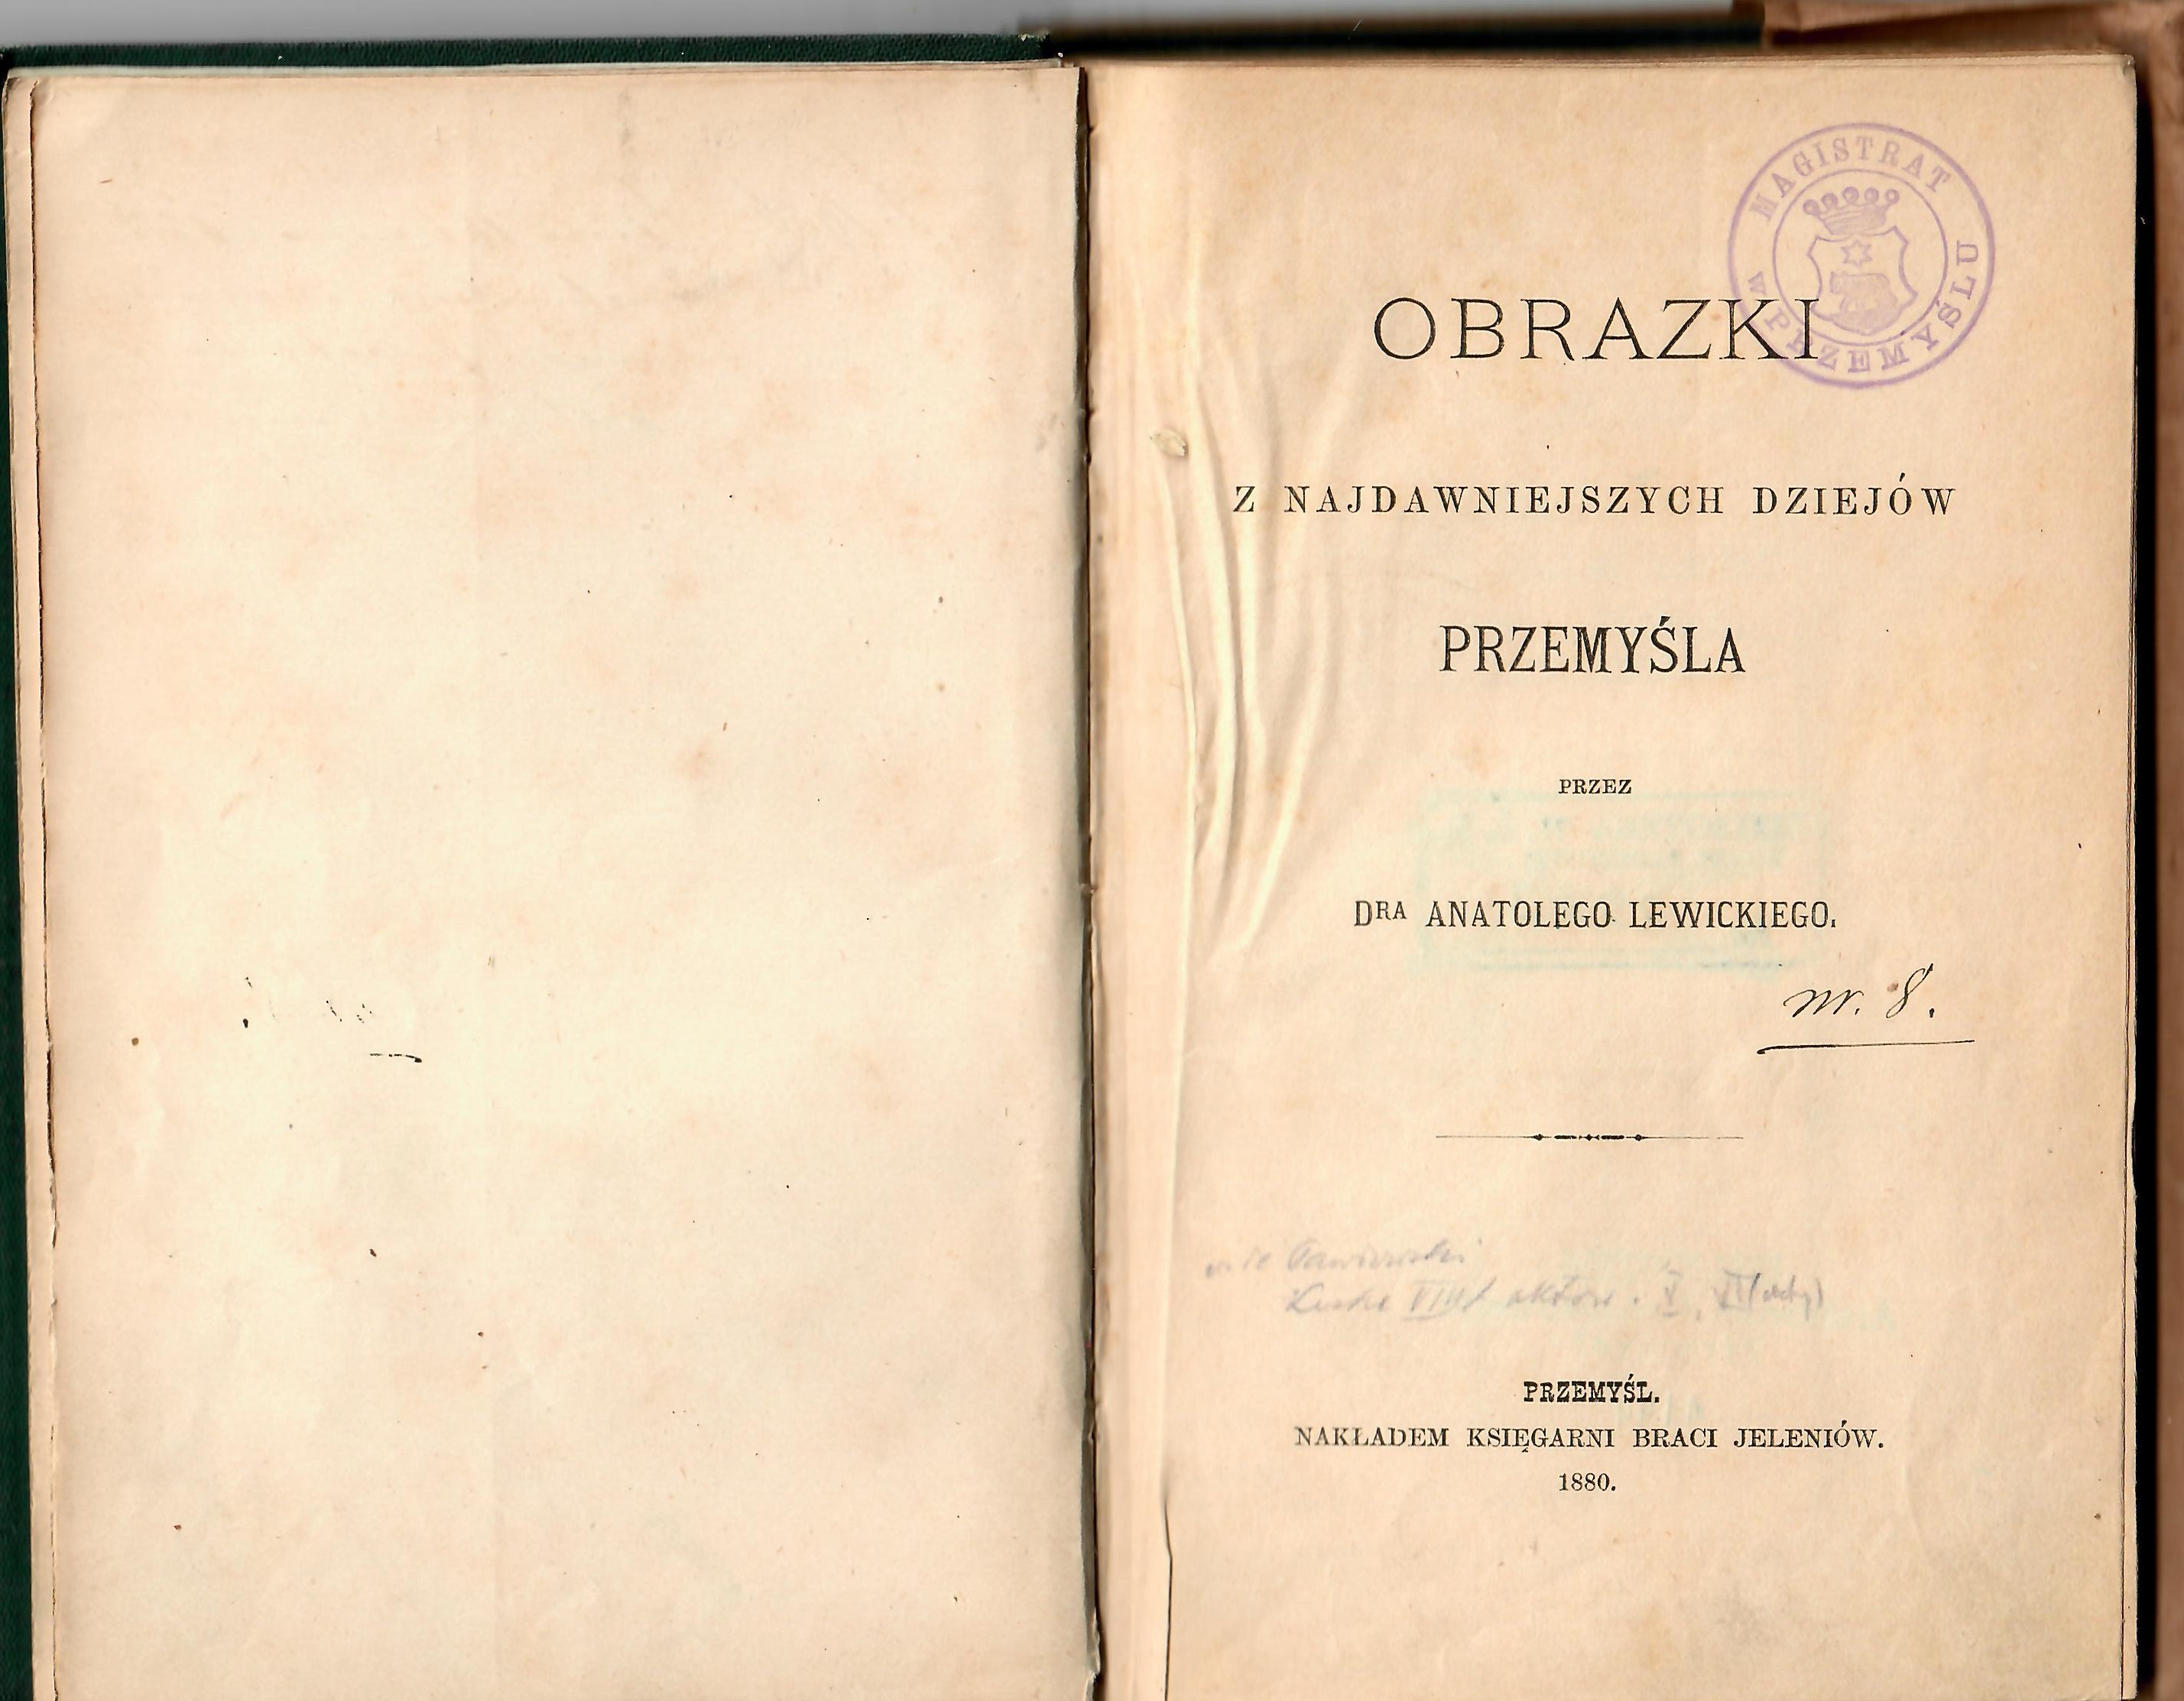 MAGISTRAT
W PRZEMYŚLU
OBRAZKI
Z NAJDAWNIEJSZYCH DZIEJÓW
PRZEMYŚLA
PRZEZ
DRA ANATOLEGO LEWICKIEGO.
nr. 8.
PRZEMYŚL.
NAKŁADEM KSIĘGARNI BRACI JELENIÓW.
1880.